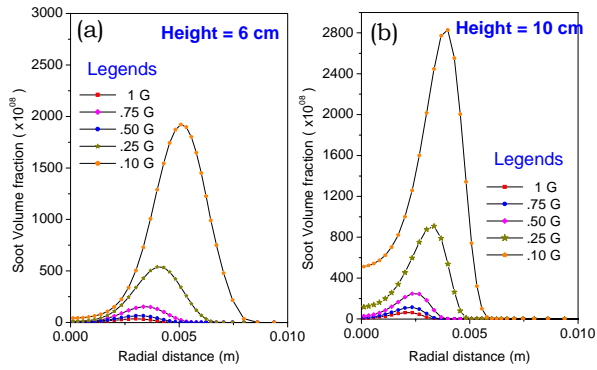 (a)
Height = 6 cm
Legends
1 G
.75 G
.50 G
.25 G
.10 G
Soot Volume fraction ( x10^08)
3000
2500
2000
1500
1000
500
0
0.000
0.005
0.010
Radial distance (m)
(b)
Height = 10 cm
Legends
1 G
.75 G
.50 G
.25 G
.10 G
Soot Volume fraction ( x10^08)
2800
2400
2000
1600
1200
800
400
0
0.000
0.005
0.010
Radial distance (m)